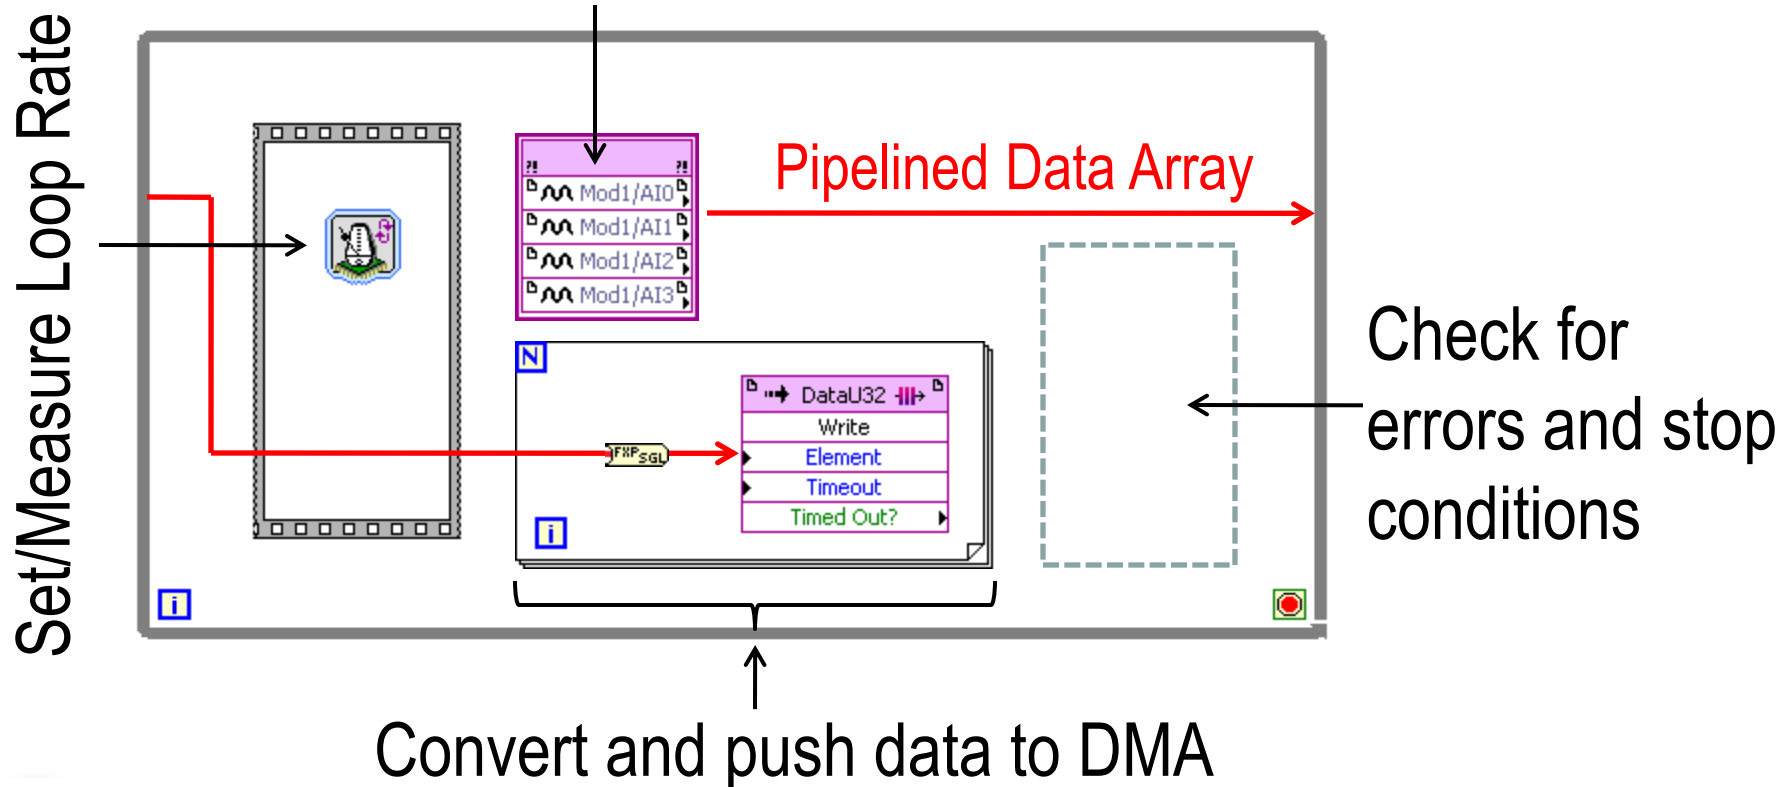 Set/Measure Loop Rate
?! ?!
Mod1/AI0
Mod1/AI1
Mod1/AI2
Mod1/AI3
Pipelined Data Array
N
DataU32
Write
Element
Timeout
Timed Out?
FXP
SGL
i
i
Check for
errors and stop
conditions
Convert and push data to DMA